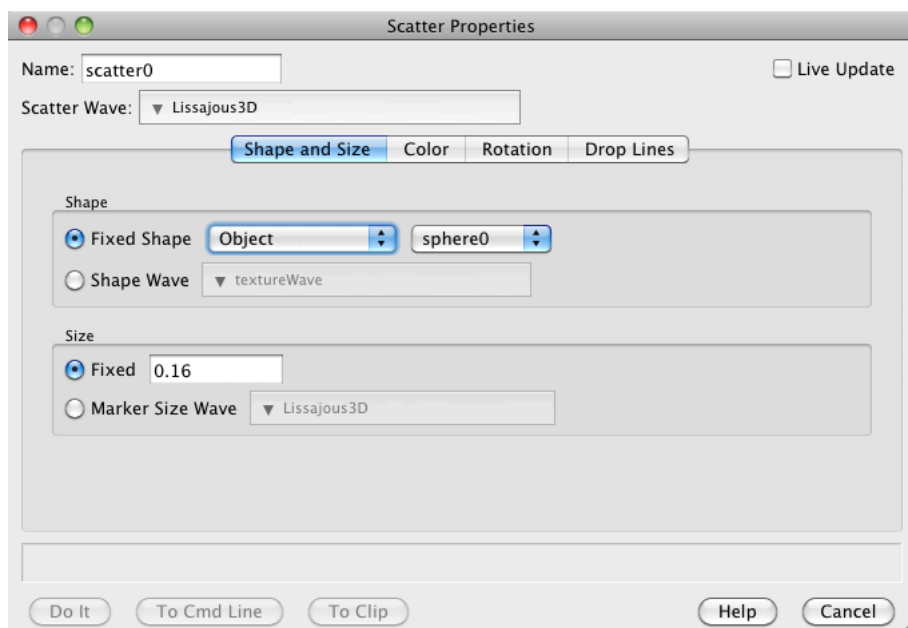 Scatter Properties
Name: scatter0 Live Update
Scatter Wave: Lissajous3D
Shape and Size Color Rotation Drop Lines
Shape
Fixed Shape Object sphere0
Shape Wave textureWave
Size
Fixed 0.16
Marker Size Wave Lissajous3D
Do It To Cmd Line To Clip Help Cancel